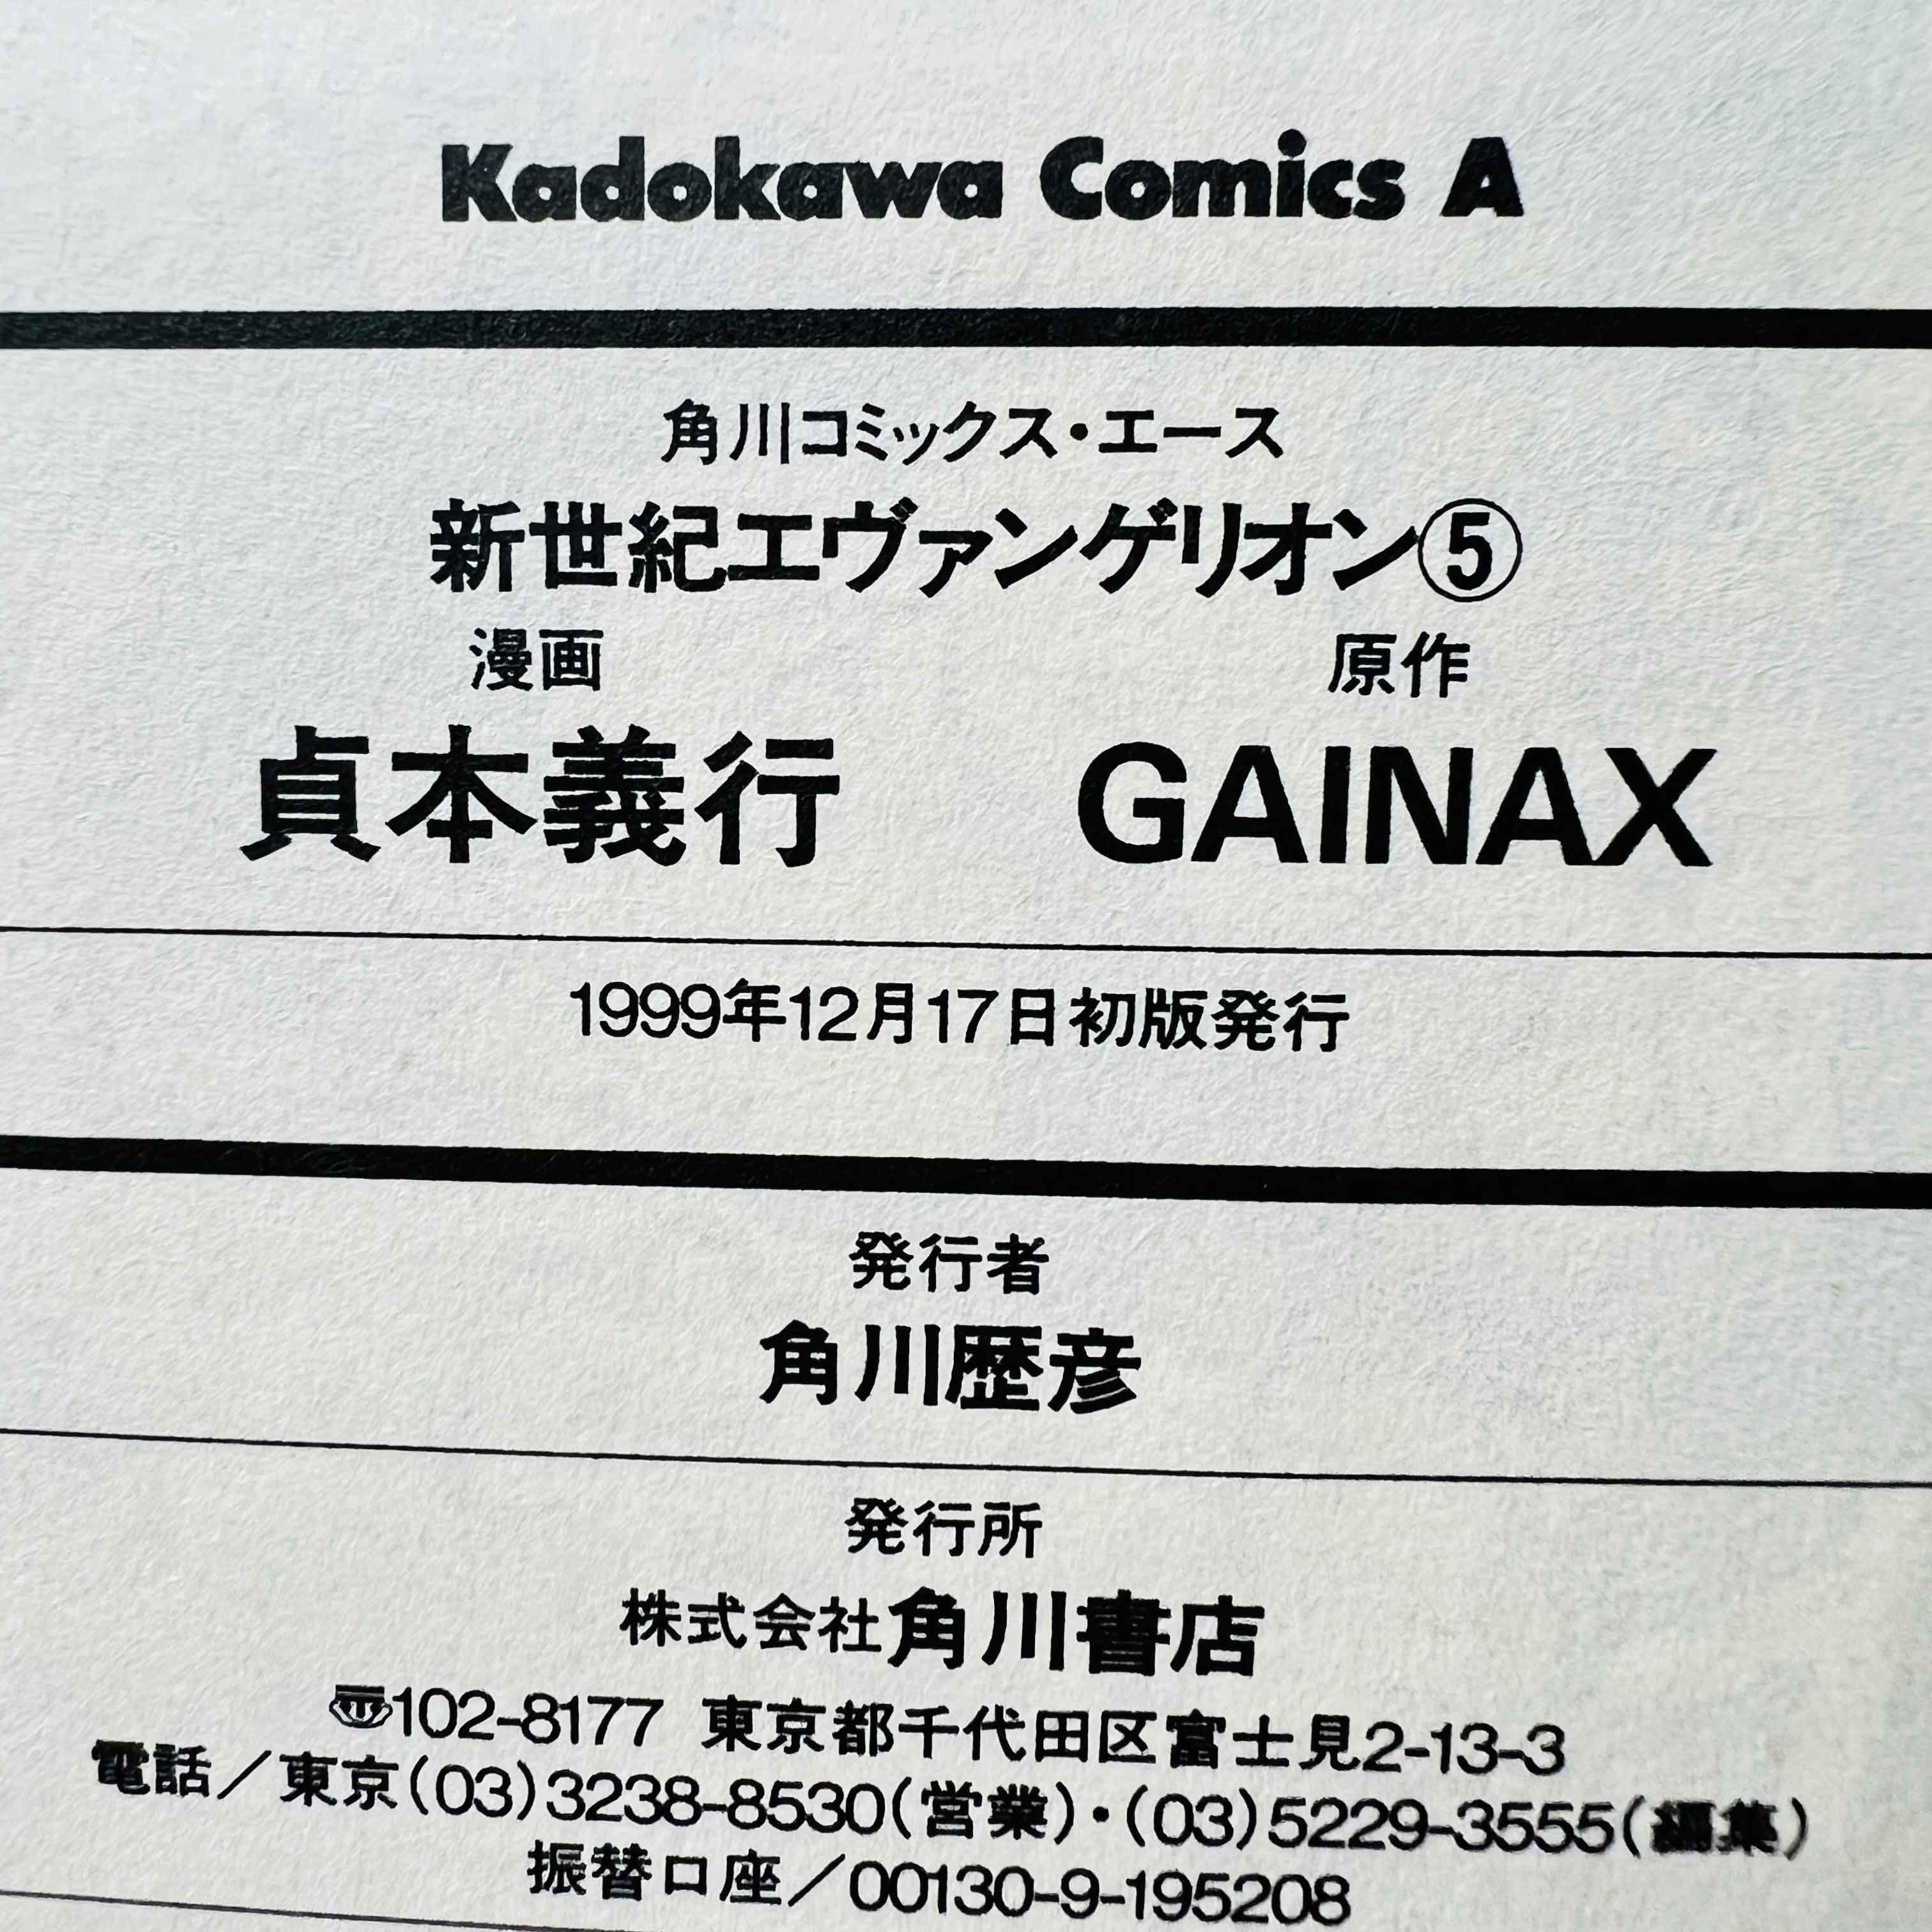 Kadokawa Comics A
角川コミックス・エース
新世紀エヴァンゲリオン⑤
漫画 原作
貞本義行 GAINAX
1999年12月17日初版発行
発行者
角川歴彦
発行所
株式会社角川書店
〠102-8177 東京都千代田区富士見2-13-3
電話／東京(03)3238-8530(営業)・(03)5229-3555(編集)
振替口座／00130-9-195208